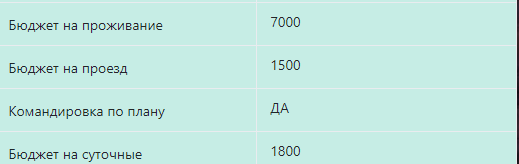 Бюджет на проживание 7000
Бюджет на проезд 1500
Командировка по плану ДА
Бюджет на суточные 1800